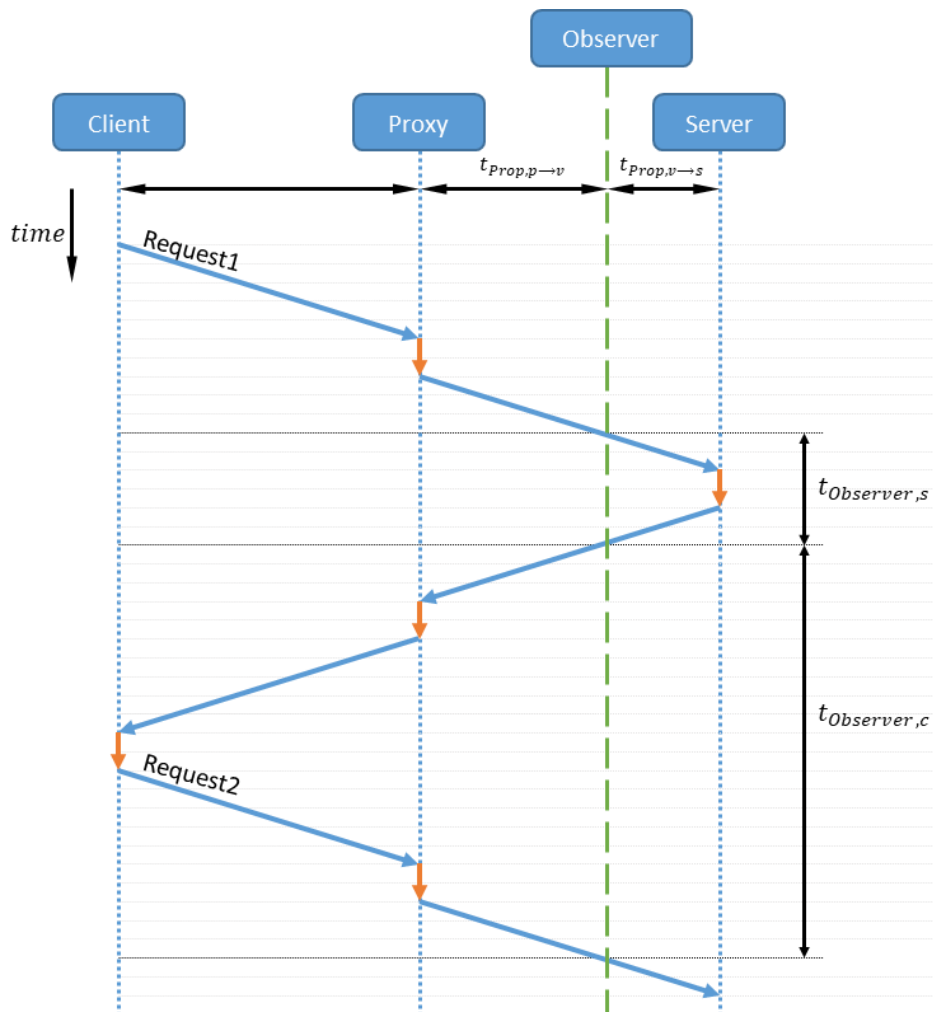 Observer
Client
Proxy
Server
t_{Prop,p→v}
t_{Prop,v→s}
time
Request1
t_{Observer,s}
t_{Observer,c}
Request2